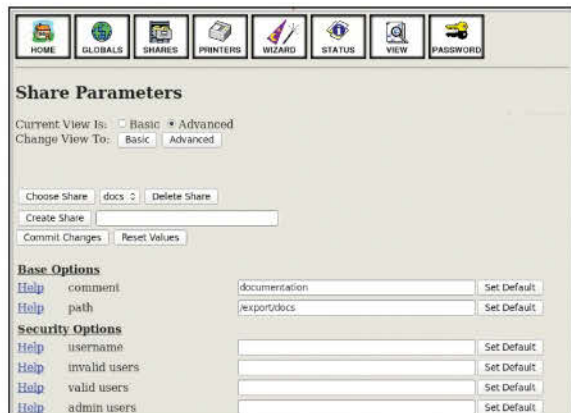 HOME GLOBALS SHARES PRINTERS WIZARD STATUS VIEW PASSWORD
Share Parameters
Current View Is: Basic Advanced
Change View To: Basic Advanced
Choose Share docs Delete Share
Create Share
Commit Changes Reset Values
Base Options
Help comment documentation Set Default
Help path /export/docs Set Default
Security Options
Help username Set Default
Help invalid users Set Default
Help valid users Set Default
Help admin users Set Default